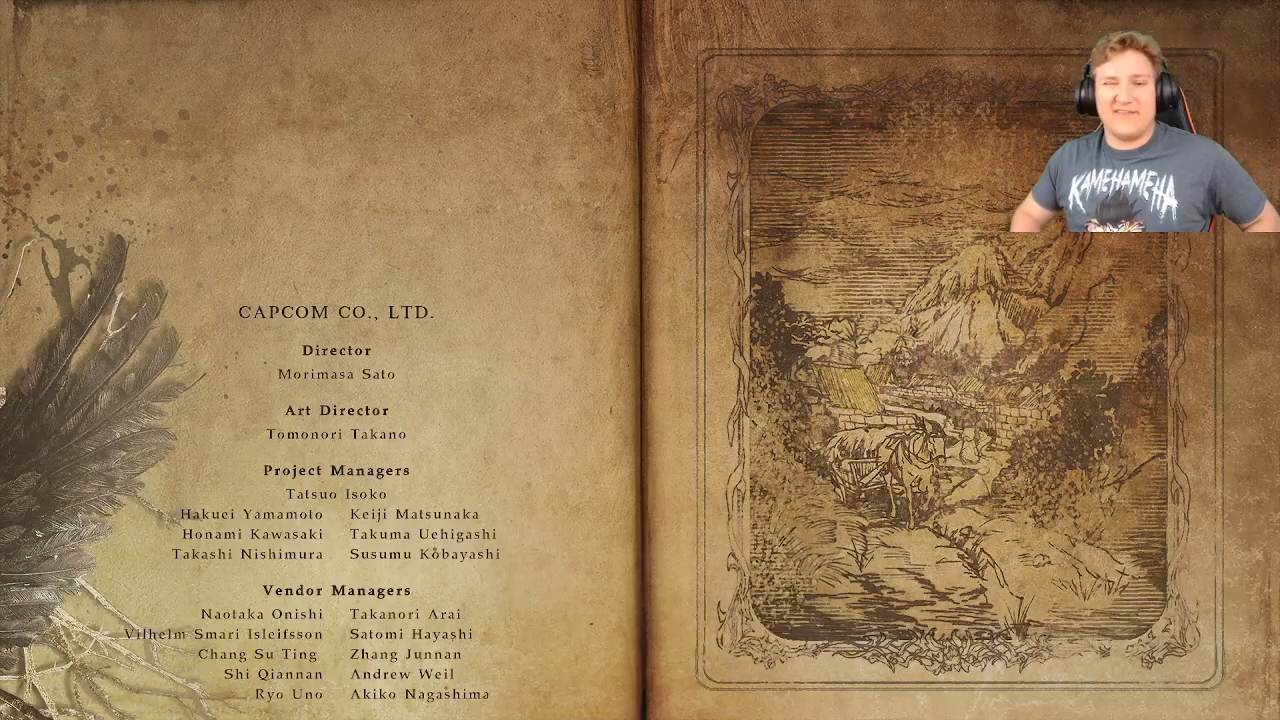 CAPCOM CO., LTD.
Director
Morimasa Sato
Art Director
Tomonori Takano
Project Managers
Tatsuo Isoko
Hakuei Yamamoto Keiji Matsunaka
Honami Kawasaki Takuma Uehigashi
Takashi Nishimura Susumu Kobayashi
Vendor Managers
Naotaka Onishi Takanori Arai
Vilhelm Smari Isleifsson Satomi Hayashi
Chang Su Ting Zhang Junnan
Shi Qiannan Andrew Weil
Ryo Uno Akiko Nagashima
KAMEHAMEHA